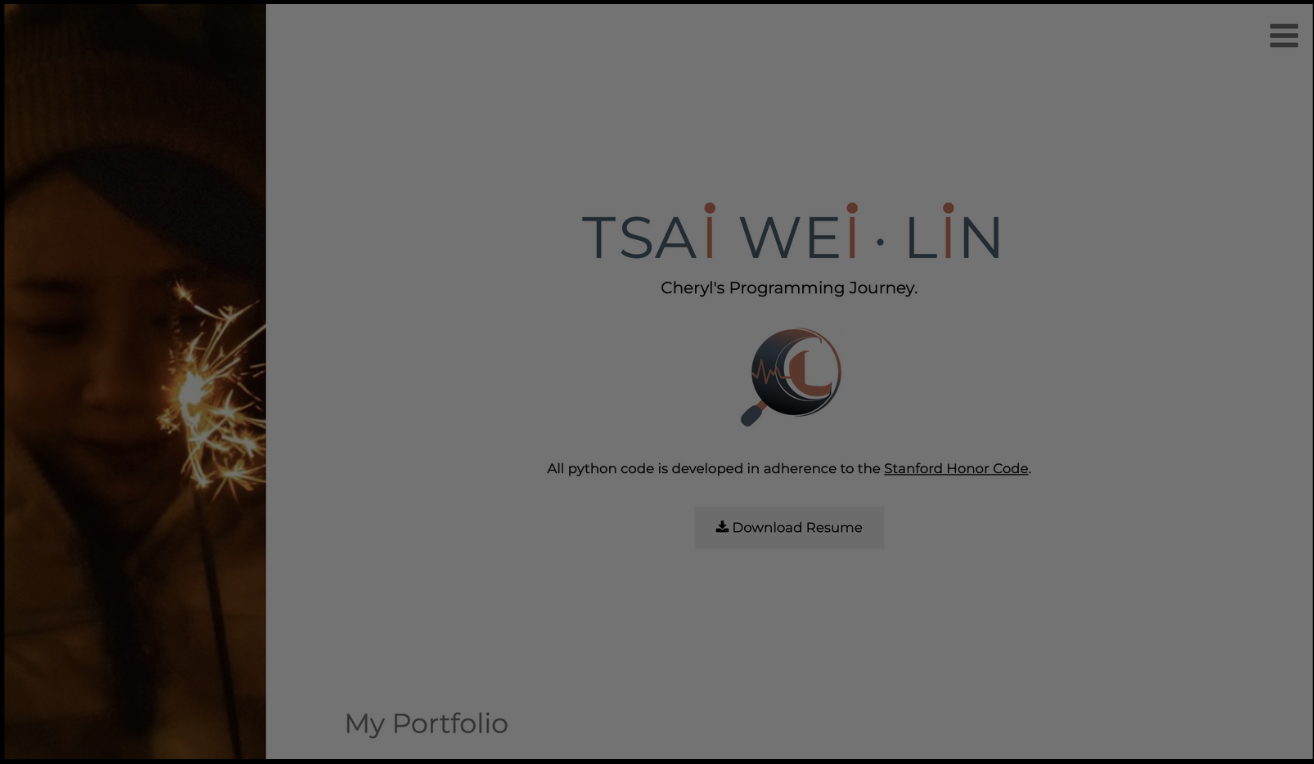 TSAi WEi · LiN
Cheryl's Programming Journey.
C L
All python code is developed in adherence to the Stanford Honor Code.
Download Resume
My Portfolio